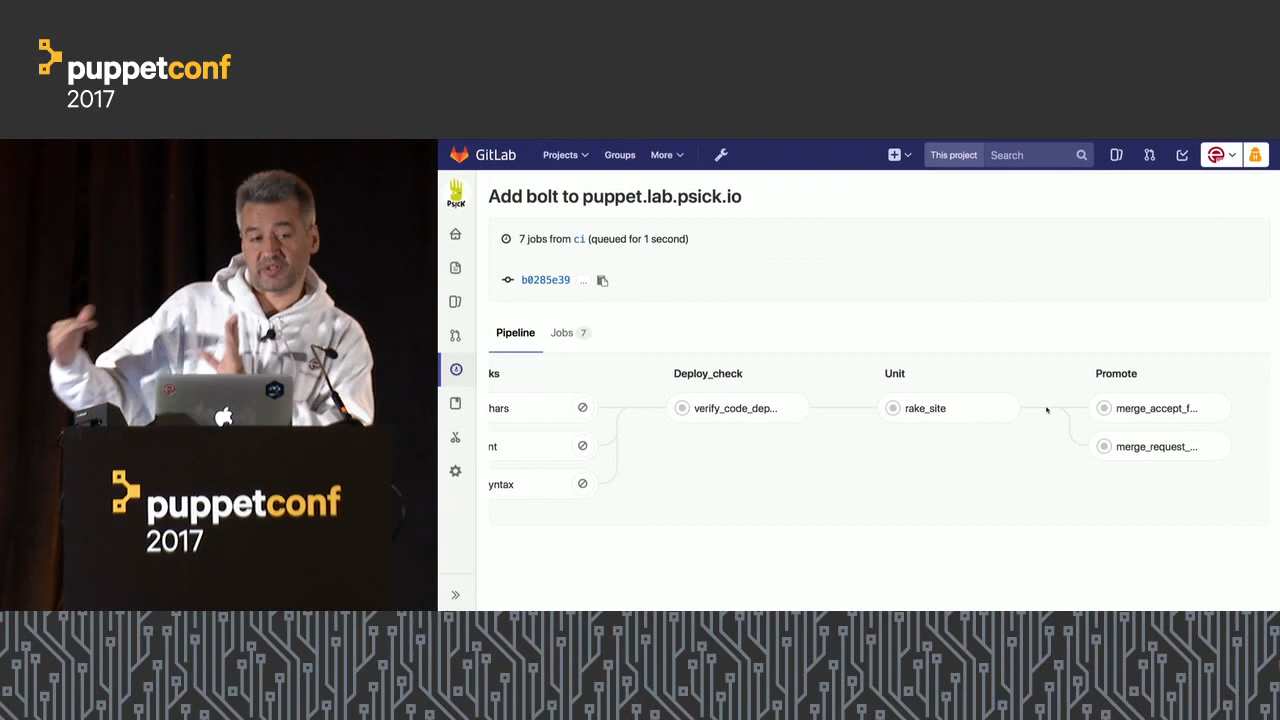 puppetconf
2017
GitLab
Projects
Groups
More
This project
Search
PSICK
Add bolt to puppet.lab.psick.io
7 jobs from ci (queued for 1 second)
b0285e39 ...
Pipeline
Jobs 7
ks
Deploy_check
Unit
Promote
hars
verify_code_dep...
rake_site
merge_accept_f...
nt
merge_request_...
yntax
puppetconf
2017